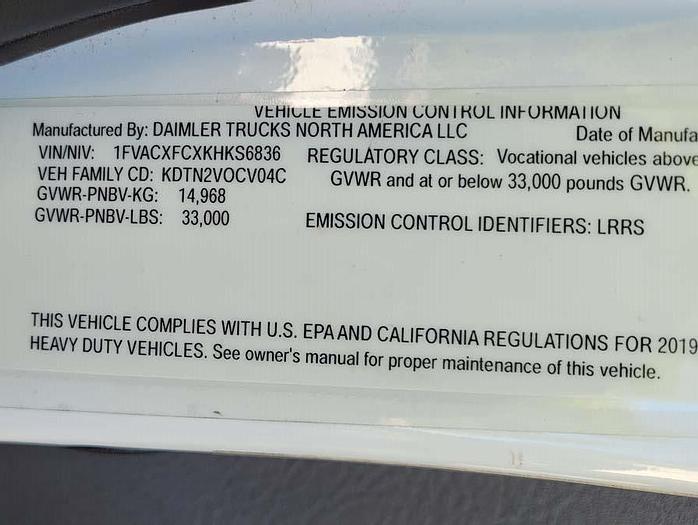 VEHICLE EMISSION CONTROL INFORMATION
Manufactured By: DAIMLER TRUCKS NORTH AMERICA LLC Date of Manufa
VIN/NIV: 1FVACXFCXKHKS6836 REGULATORY CLASS: Vocational vehicles above
VEH FAMILY CD: KDTN2VOCV04C GVWR and at or below 33,000 pounds GVWR.
GVWR-PNBV-KG: 14,968
GVWR-PNBV-LBS: 33,000 EMISSION CONTROL IDENTIFIERS: LRRS
THIS VEHICLE COMPLIES WITH U.S. EPA AND CALIFORNIA REGULATIONS FOR 2019
HEAVY DUTY VEHICLES. See owner's manual for proper maintenance of this vehicle.